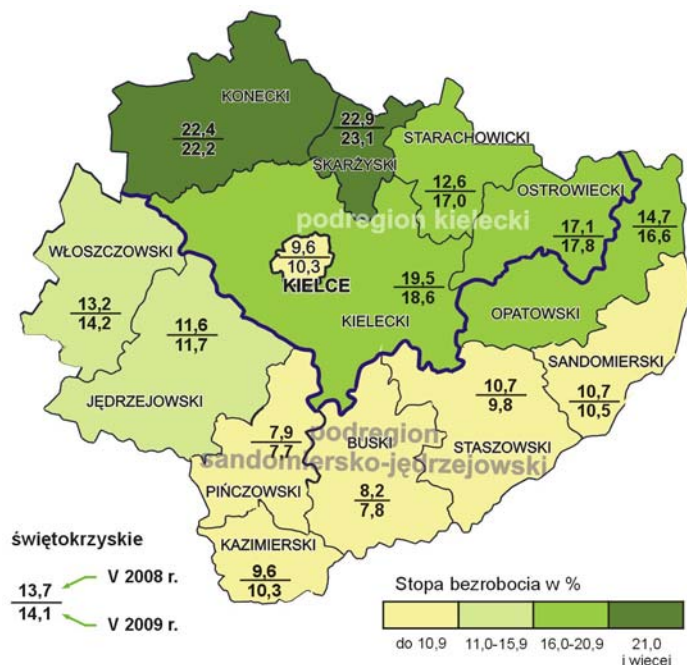 KONECKI
22,4
22,2
22,9
23,1
SKARŻYSKI
STARACHOWICKI
12,6
17,0
OSTROWIECKI
17,1
17,8
14,7
16,6
OPATOWSKI
podregion kielecki
WŁOSZCZOWSKI
13,2
14,2
9,6
10,3
KIELCE
19,5
18,6
KIELECKI
11,6
11,7
JĘDRZEJOWSKI
SANDOMIERSKI
10,7
10,5
10,7
9,8
STASZOWSKI
7,9
7,7
PIŃCZOWSKI
podregion
sandomiersko-jędrzejowski
BUSKI
8,2
7,8
KAZIMIERSKI
9,6
10,3
świętokrzyskie
13,7 V 2008 r.
14,1 V 2009 r.
Stopa bezrobocia w %
do 10,9 11,0-15,9 16,0-20,9 21,0
i więcej